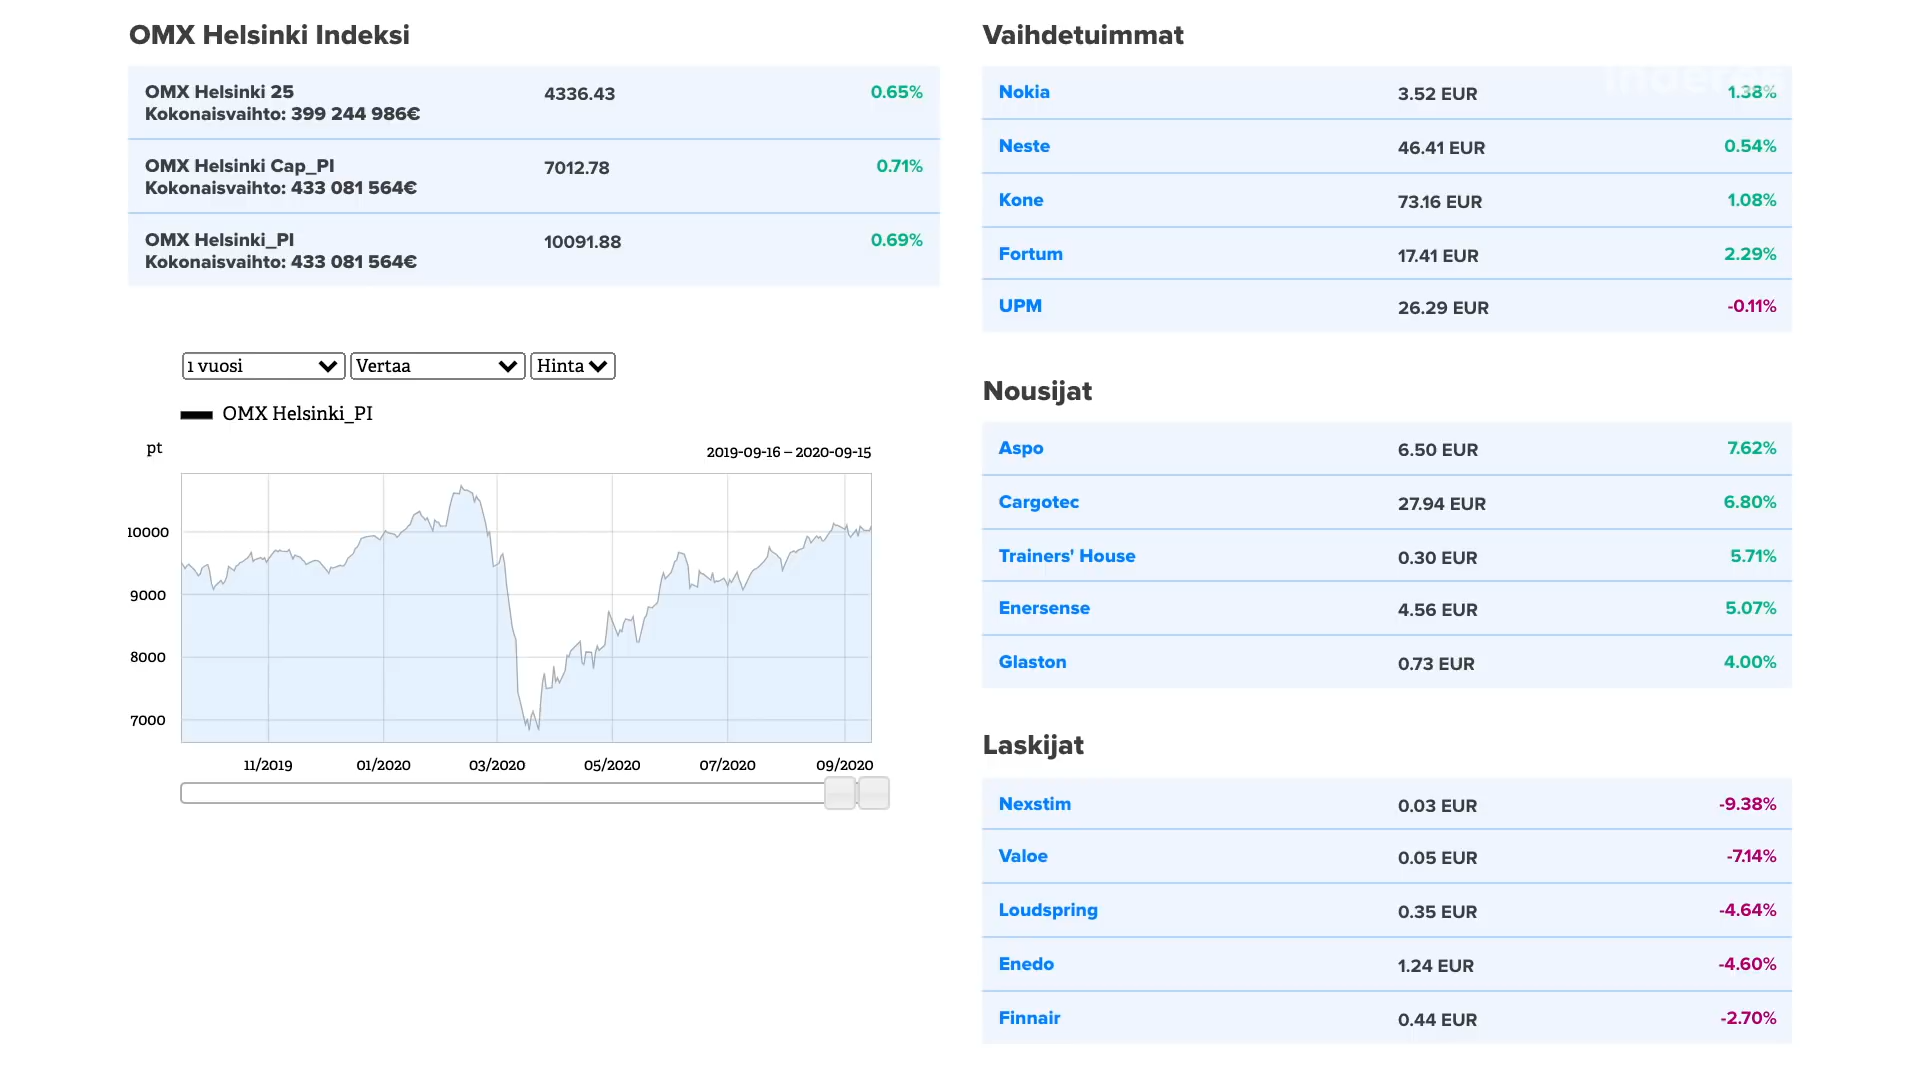 OMX Helsinki Indeksi
OMX Helsinki 25 4336.43 0.65%
Kokonaisvaihto: 399 244 986€
OMX Helsinki Cap_PI 7012.78 0.71%
Kokonaisvaihto: 433 081 564€
OMX Helsinki_PI 10091.88 0.69%
Kokonaisvaihto: 433 081 564€
1 vuosi Vertaa Hinta
OMX Helsinki_PI
pt 2019-09-16 – 2020-09-15
10000
9000
8000
7000
11/2019 01/2020 03/2020 05/2020 07/2020 09/2020
Vaihdetuimmat
inderes
Nokia 3.52 EUR 1.38%
Neste 46.41 EUR 0.54%
Kone 73.16 EUR 1.08%
Fortum 17.41 EUR 2.29%
UPM 26.29 EUR -0.11%
Nousijat
Aspo 6.50 EUR 7.62%
Cargotec 27.94 EUR 6.80%
Trainers' House 0.30 EUR 5.71%
Enersense 4.56 EUR 5.07%
Glaston 0.73 EUR 4.00%
Laskijat
Nexstim 0.03 EUR -9.38%
Valoe 0.05 EUR -7.14%
Loudspring 0.35 EUR -4.64%
Enedo 1.24 EUR -4.60%
Finnair 0.44 EUR -2.70%